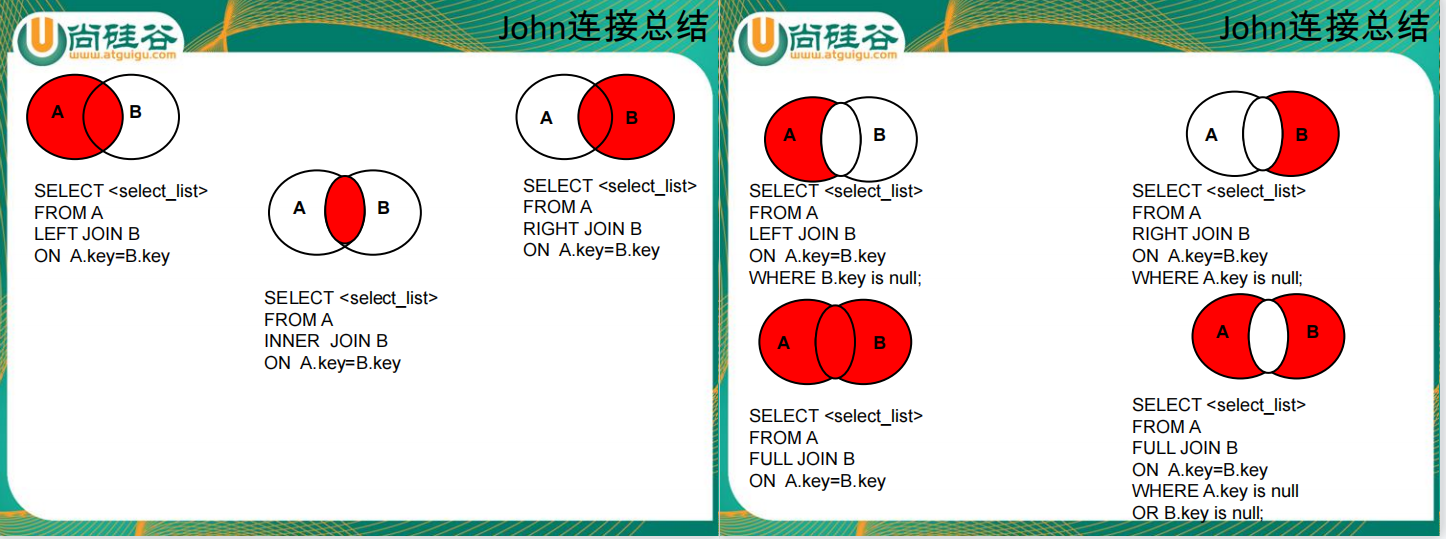 U尚硅谷
www.atguigu.com
John连接总结
A
B
SELECT <select_list>
FROM A
LEFT JOIN B
ON A.key=B.key
A
B
SELECT <select_list>
FROM A
INNER JOIN B
ON A.key=B.key
A
B
SELECT <select_list>
FROM A
RIGHT JOIN B
ON A.key=B.key
U尚硅谷
www.atguigu.com
John连接总结
A
B
SELECT <select_list>
FROM A
LEFT JOIN B
ON A.key=B.key
WHERE B.key is null;
A
B
SELECT <select_list>
FROM A
RIGHT JOIN B
ON A.key=B.key
WHERE A.key is null;
A
B
SELECT <select_list>
FROM A
FULL JOIN B
ON A.key=B.key
A
B
SELECT <select_list>
FROM A
FULL JOIN B
ON A.key=B.key
WHERE A.key is null
OR B.key is null;